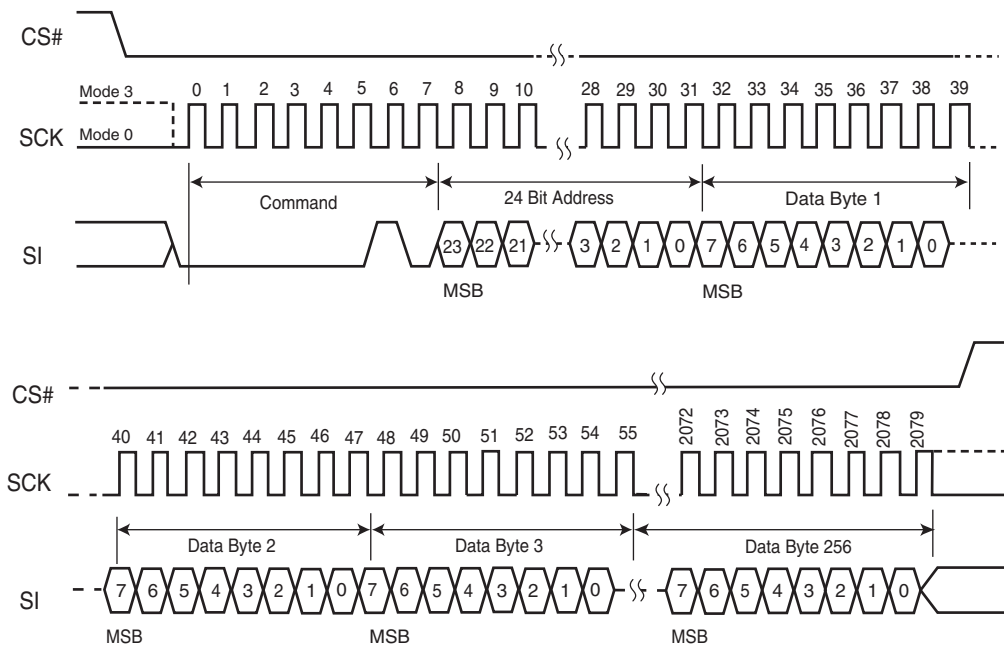 CS#
Mode 3
SCK
Mode 0
0 1 2 3 4 5 6 7 8 9 10 28 29 30 31 32 33 34 35 36 37 38 39
Command 24 Bit Address Data Byte 1
SI
23 22 21 3 2 1 0 7 6 5 4 3 2 1 0
MSB MSB
CS#
40 41 42 43 44 45 46 47 48 49 50 51 52 53 54 55 2072 2073 2074 2075 2076 2077 2078 2079
SCK
Data Byte 2 Data Byte 3 Data Byte 256
SI
7 6 5 4 3 2 1 0 7 6 5 4 3 2 1 0 7 6 5 4 3 2 1 0
MSB MSB MSB